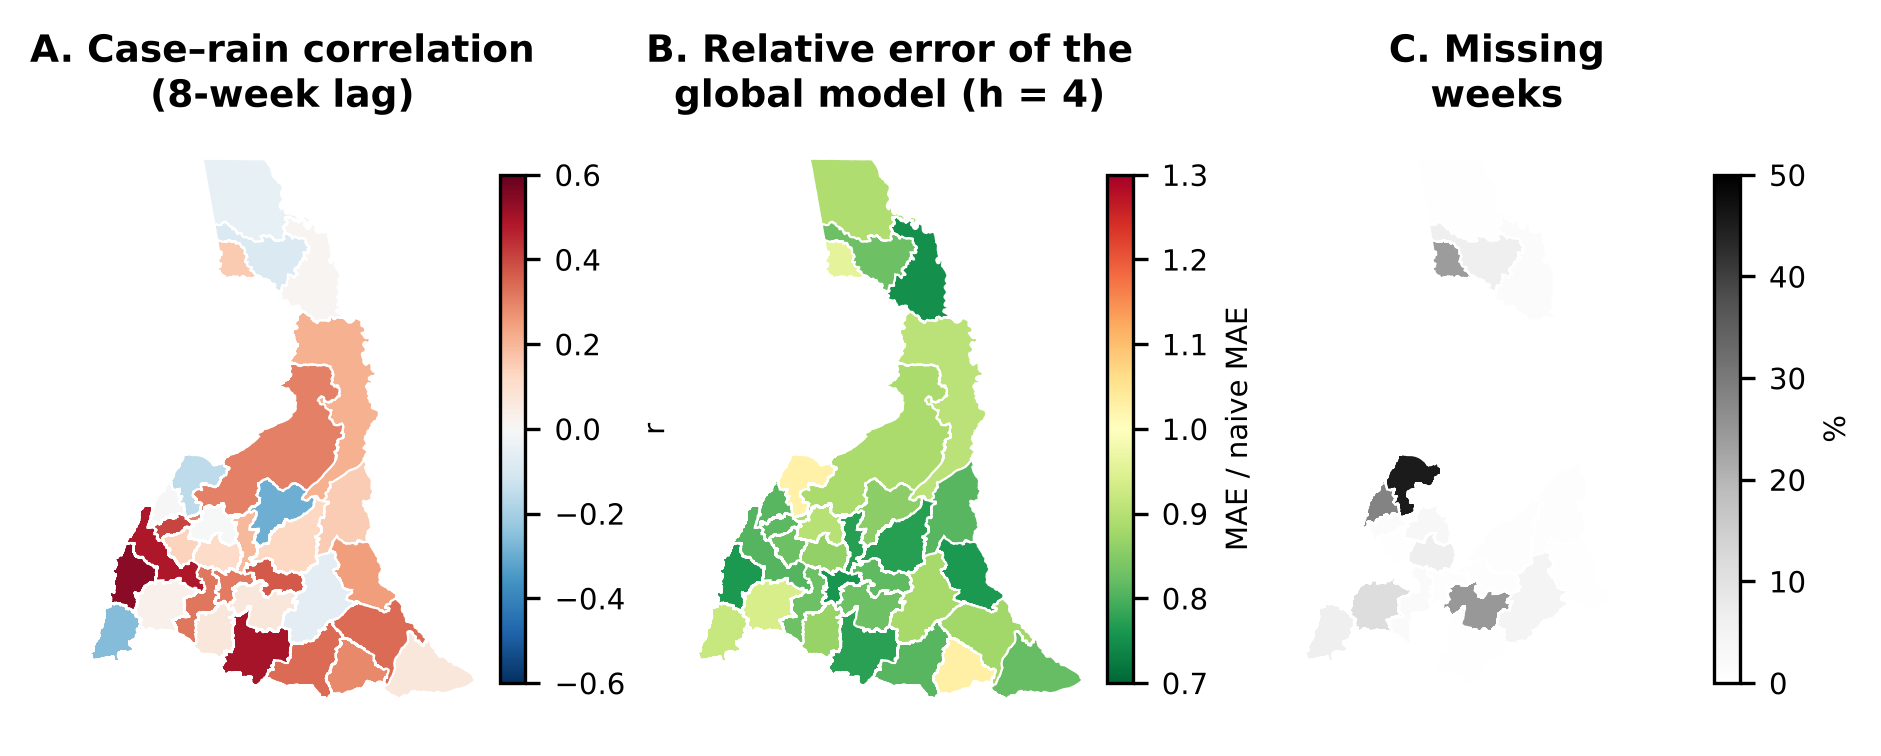 A. Case–rain correlation
(8-week lag)
0.6
0.4
0.2
0.0
−0.2
−0.4
−0.6
r
B. Relative error of the
global model (h = 4)
1.3
1.2
1.1
1.0
0.9
0.8
0.7
MAE / naive MAE
C. Missing
weeks
50
40
30
20
10
0
%